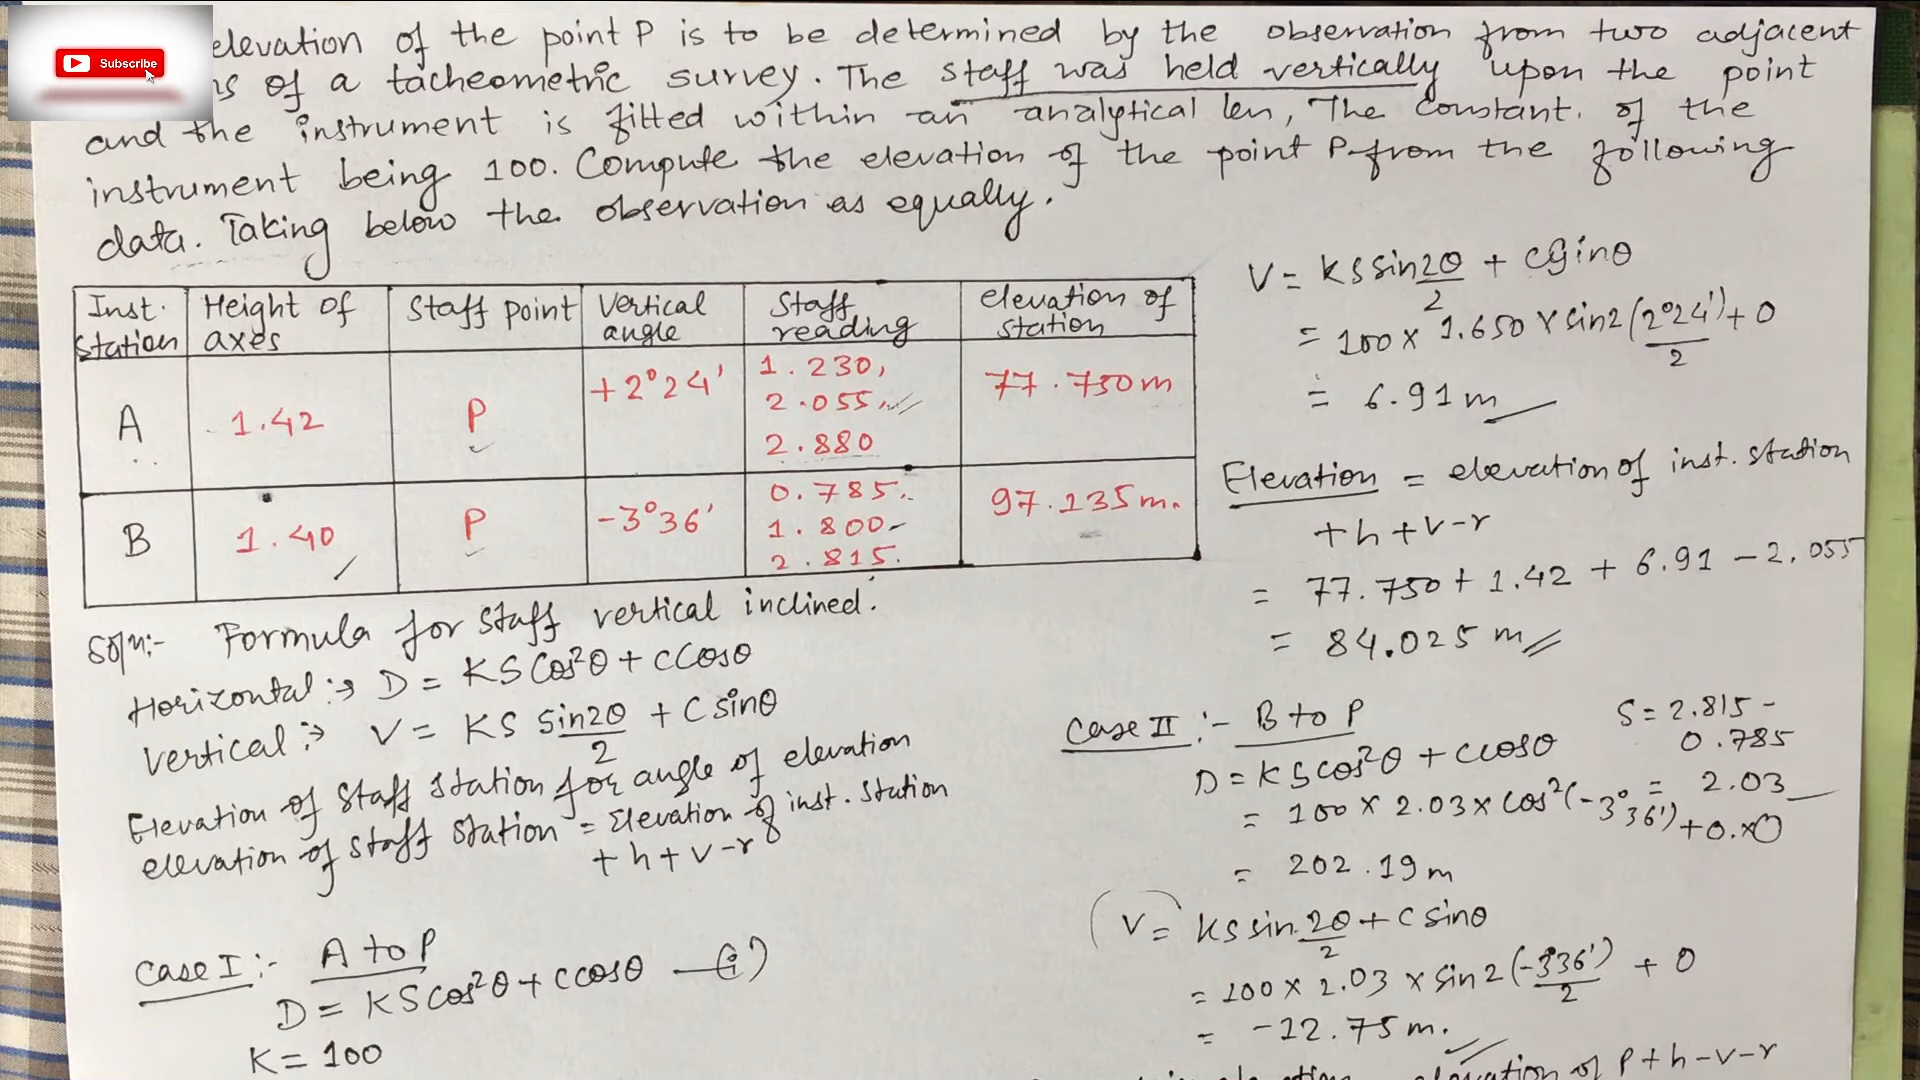 Subscribe
elevation of the point P is to be determined by the observation from two adjacent
ns of a tacheometric survey. The staff was held vertically upon the point
and the instrument is fitted within an analytical len, The constant. of the
instrument being 100. Compute the elevation of the point P from the following
data. Taking below the observation as equally.
Inst. station | Height of axes | Staff point | Vertical angle | Staff reading | elevation of station
A | 1.42 | P | +2°24' | 1.230, 2.055, 2.880 | 77.750m
B | 1.40 | P | -3°36' | 0.785. 1.800- 2.815. | 97.135m.
Soln:- Formula for staff vertical inclined.
Horizontal :→ D = KS Cos²θ + C Cosθ
Vertical :→ V = KS sin2θ/2 + C sinθ
Elevation of staff station for angle of elevation
elevation of staff station = Elevation of inst. station
+ h + v - r
Case I :- A to P
D = KS cos²θ + c cosθ —(i)
K = 100
V = KS sin2θ/2 + C sinθ
= 100 × 1.650 × sin2(2°24')/2 + 0
= 6.91 m
Elevation = elevation of inst. station
+ h + v - r
= 77.750 + 1.42 + 6.91 - 2.055
= 84.025 m
Case II :- B to P
S = 2.815 -
0.785
= 2.03
D = KS cos²θ + c cosθ
= 100 × 2.03 × cos²(-3°36') + 0.×0
= 202.19 m
V = KS sin 2θ/2 + C sinθ
= 100 × 2.03 × sin2(-3°36')/2 + 0
= -12.75 m.
of P + h - v - r